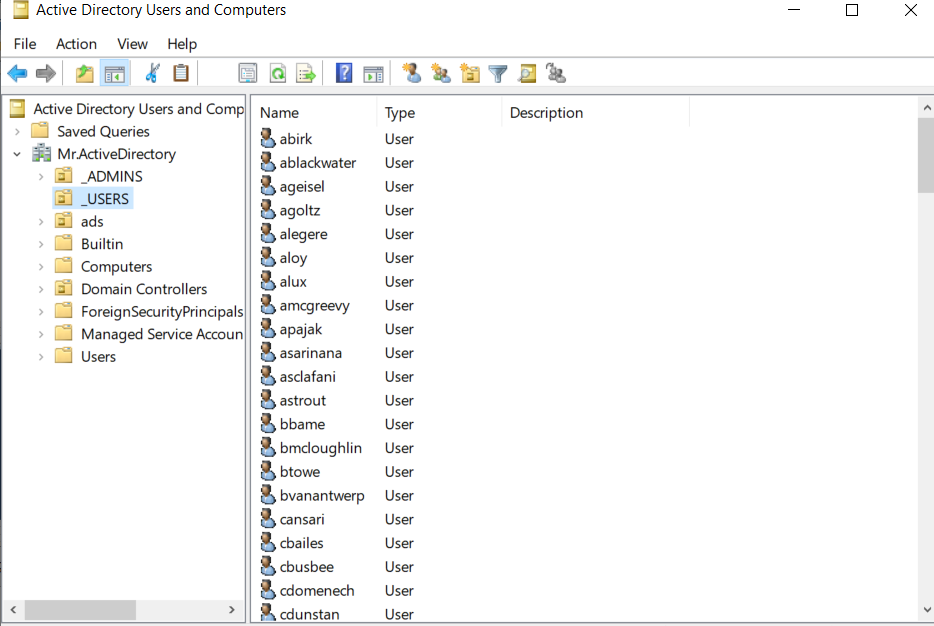 Active Directory Users and Computers
File Action View Help
Active Directory Users and Comp
Saved Queries
Mr.ActiveDirectory
_ADMINS
_USERS
ads
Builtin
Computers
Domain Controllers
ForeignSecurityPrincipals
Managed Service Accoun
Users
Name Type Description
abirk User
ablackwater User
ageisel User
agoltz User
alegere User
aloy User
alux User
amcgreevy User
apajak User
asarinana User
asclafani User
astrout User
bbame User
bmcloughlin User
btowe User
bvanantwerp User
cansari User
cbailes User
cbusbee User
cdomenech User
cdunstan User